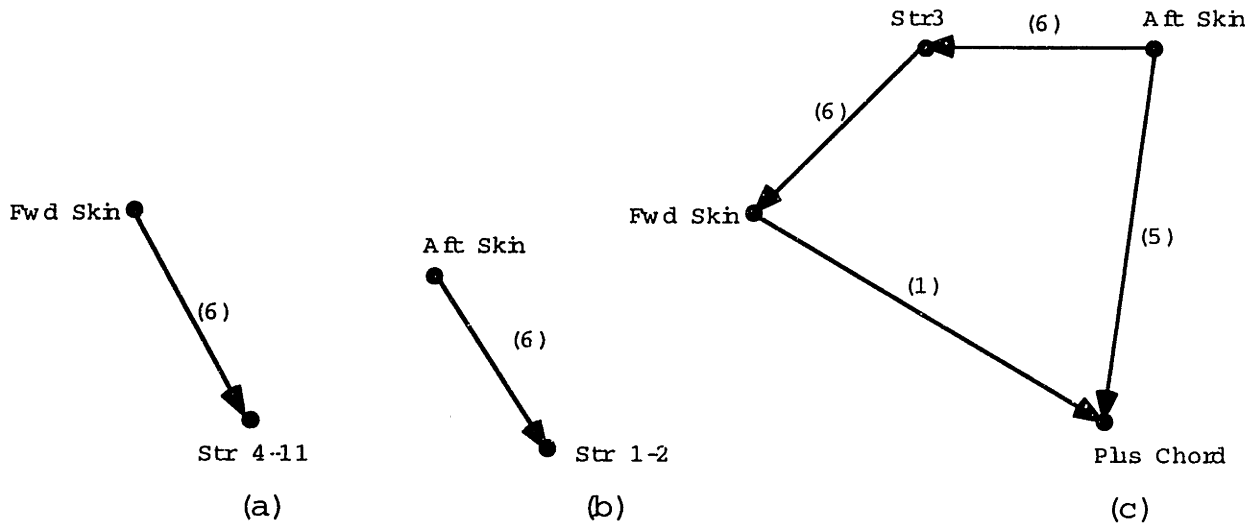 Fwd Skin
(6)
Str 4-11
(a)
Aft Skin
(6)
Str 1-2
(b)
Str3
(6)
Aft Skin
(6)
Fwd Skin
(5)
(1)
Plus Chord
(c)